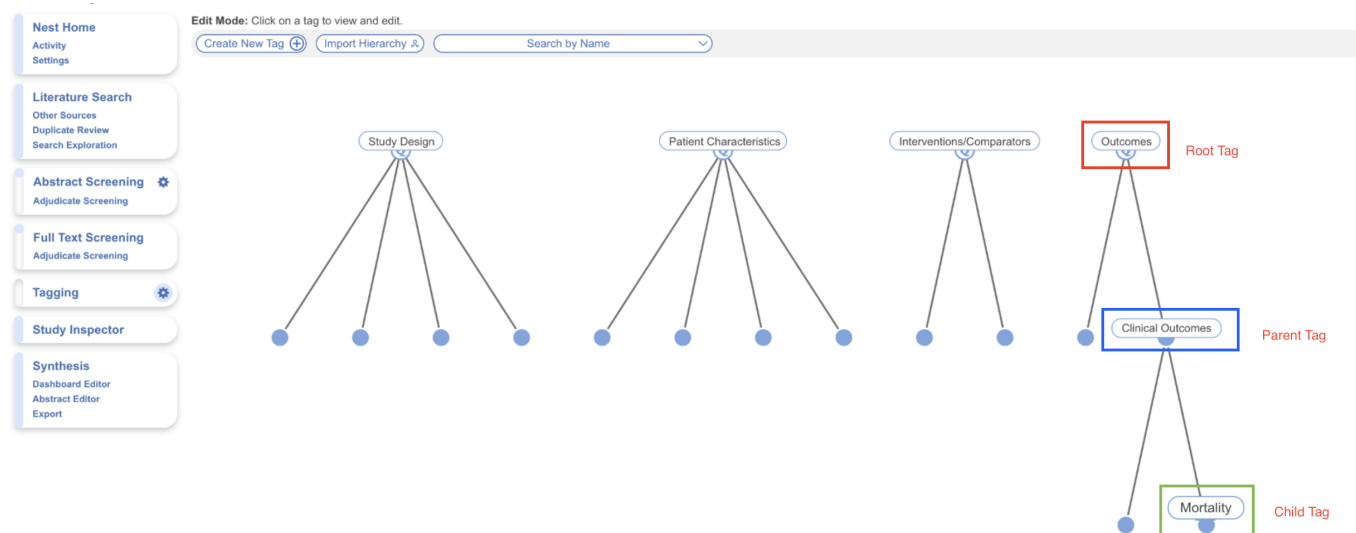 Nest Home
Activity
Settings
Literature Search
Other Sources
Duplicate Review
Search Exploration
Abstract Screening
Adjudicate Screening
Full Text Screening
Adjudicate Screening
Tagging
Study Inspector
Synthesis
Dashboard Editor
Abstract Editor
Export
Edit Mode: Click on a tag to view and edit.
Create New Tag Import Hierarchy Search by Name
Study Design Patient Characteristics Interventions/Comparators Outcomes Root Tag
Clinical Outcomes Parent Tag
Mortality Child Tag